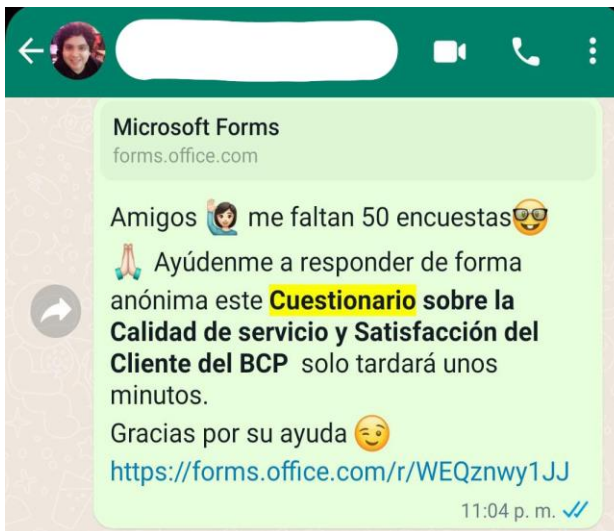 Microsoft Forms
forms.office.com
Amigos 🙋🏻‍♀️ me faltan 50 encuestas🤓
🙏🏻 Ayúdenme a responder de forma
anónima este Cuestionario sobre la
Calidad de servicio y Satisfacción del
Cliente del BCP solo tardará unos
minutos.
Gracias por su ayuda 😉
https://forms.office.com/r/WEQznwy1JJ
11:04 p. m.